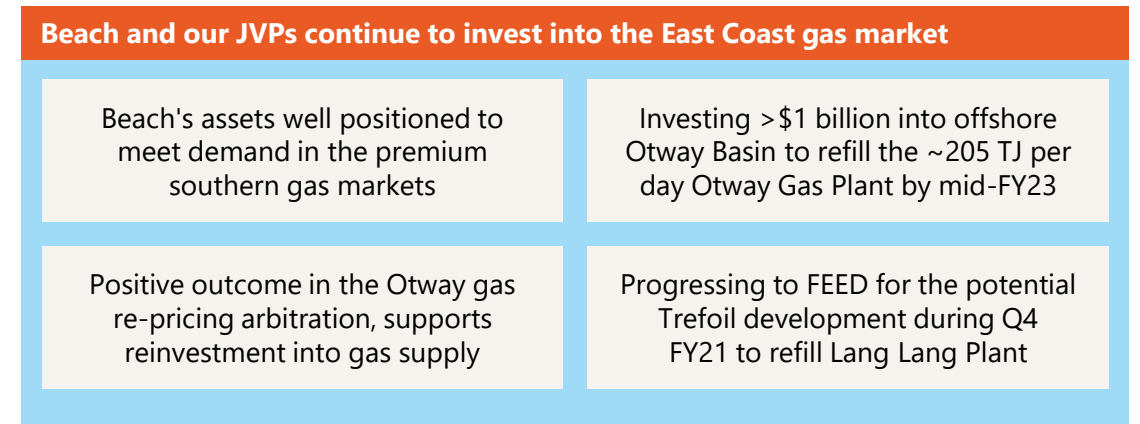 Beach and our JVPs continue to invest into the East Coast gas market
Beach's assets well positioned to
meet demand in the premium
southern gas markets
Investing >$1 billion into offshore
Otway Basin to refill the ~205 TJ per
day Otway Gas Plant by mid-FY23
Positive outcome in the Otway gas
re-pricing arbitration, supports
reinvestment into gas supply
Progressing to FEED for the potential
Trefoil development during Q4
FY21 to refill Lang Lang Plant